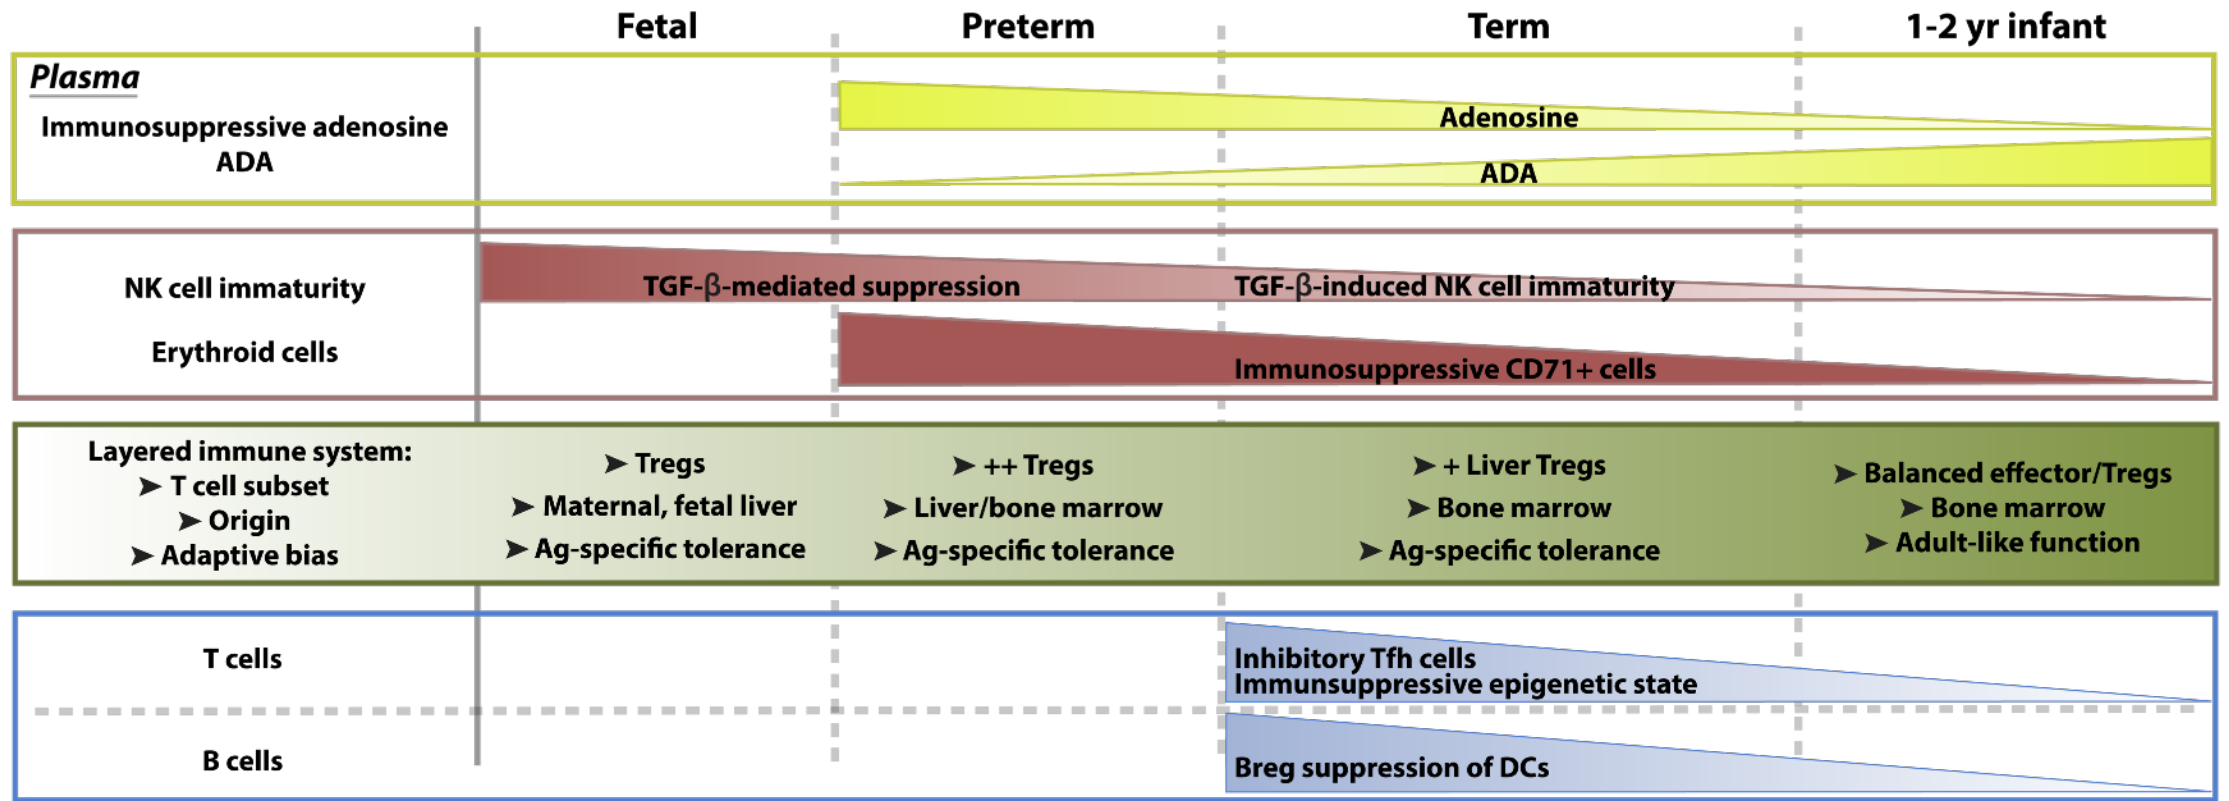 Fetal Preterm Term 1-2 yr infant
Plasma
Immunosuppressive adenosine
ADA
Adenosine
ADA
NK cell immaturity
TGF-β-mediated suppression TGF-β-induced NK cell immaturity
Erythroid cells
Immunosuppressive CD71+ cells
Layered immune system:
➤ T cell subset
➤ Origin
➤ Adaptive bias
➤ Tregs
➤ Maternal, fetal liver
➤ Ag-specific tolerance
➤ ++ Tregs
➤ Liver/bone marrow
➤ Ag-specific tolerance
➤ + Liver Tregs
➤ Bone marrow
➤ Ag-specific tolerance
➤ Balanced effector/Tregs
➤ Bone marrow
➤ Adult-like function
T cells
Inhibitory Tfh cells
Immunsuppressive epigenetic state
B cells
Breg suppression of DCs